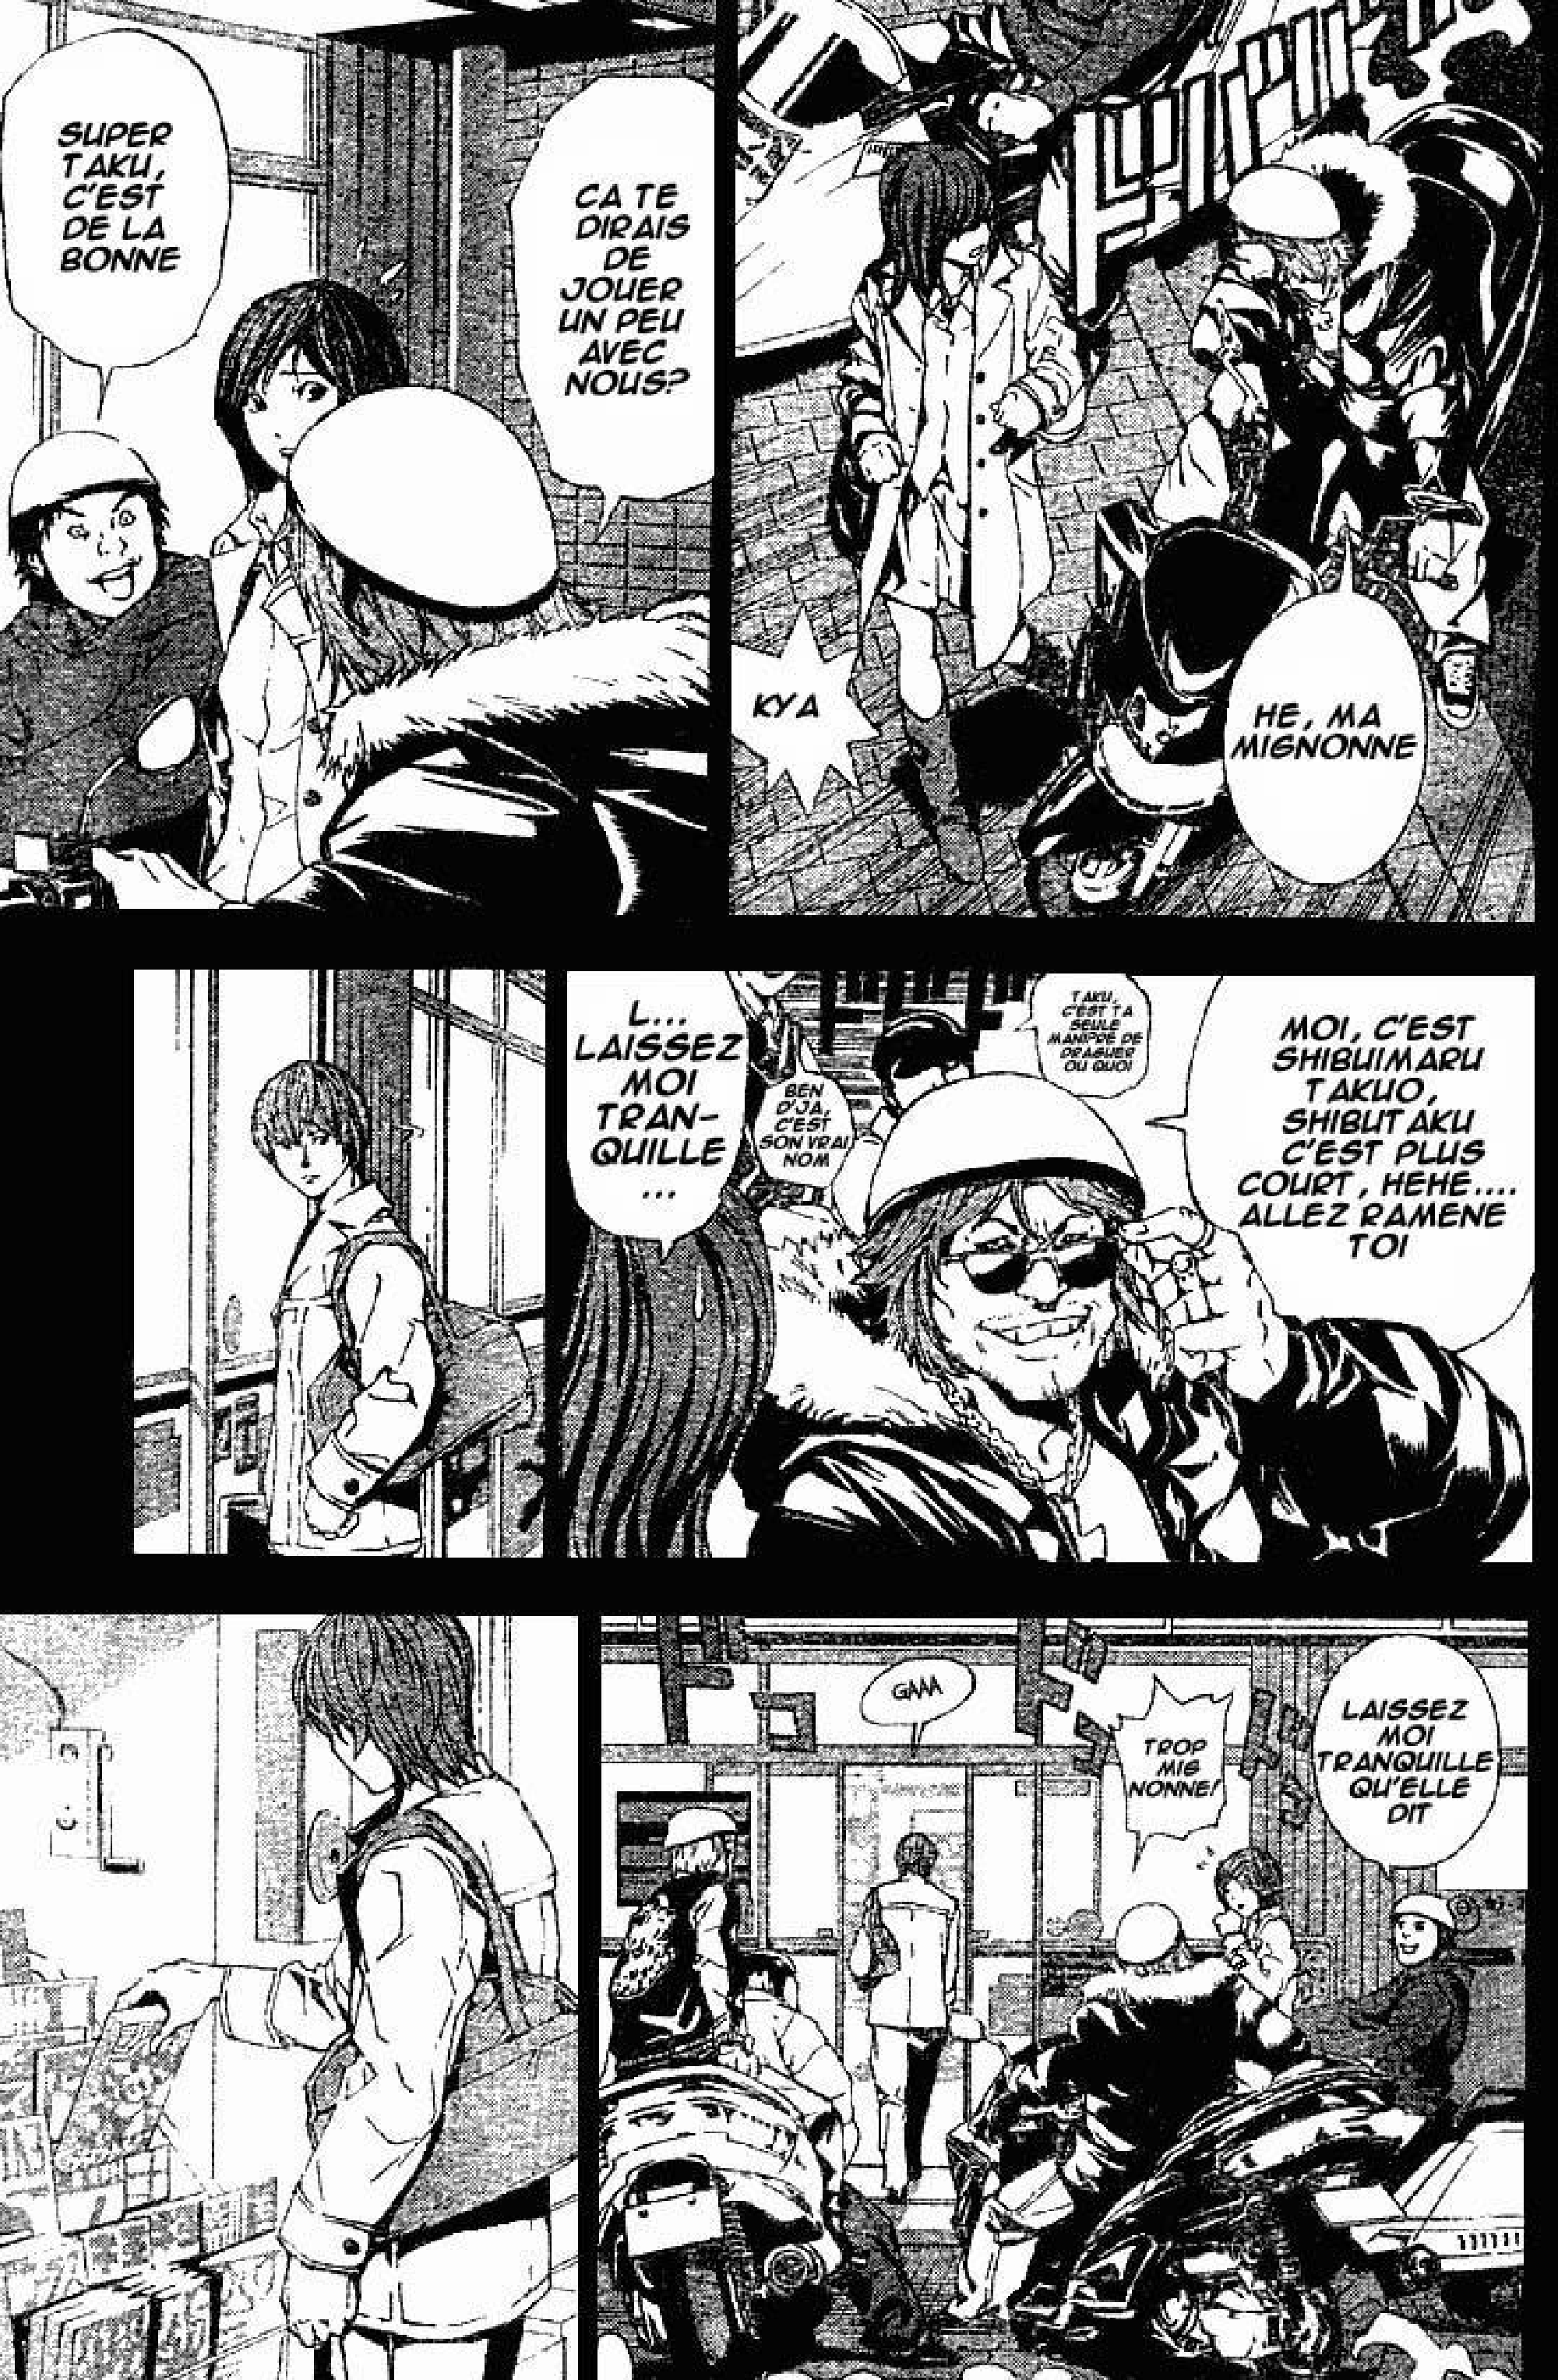 HE, MA
MIGNONNE
KYA
CA TE
DIRAIS
DE
JOUER
UN PEU
AVEC
NOUS?
SUPER
TAKU,
C'EST
DE LA
BONNE
MOI, C'EST
SHIBUIMARU
TAKUO,
SHIBUTAKU
C'EST PLUS
COURT, HEHE....
ALLEZ RAMENE
TOI
TAKU,
C'EST TA
SEULE
DE
DRAGUER
OU QUOI
BEN
D'JA,
C'EST
SON VRAI
NOM
L...
LAISSEZ
MOI
TRAN-
QUILLE
...
LAISSEZ
MOI
TRANQUILLE
QU'ELLE
DIT
TROP
MIG
NONNE!
GAAA